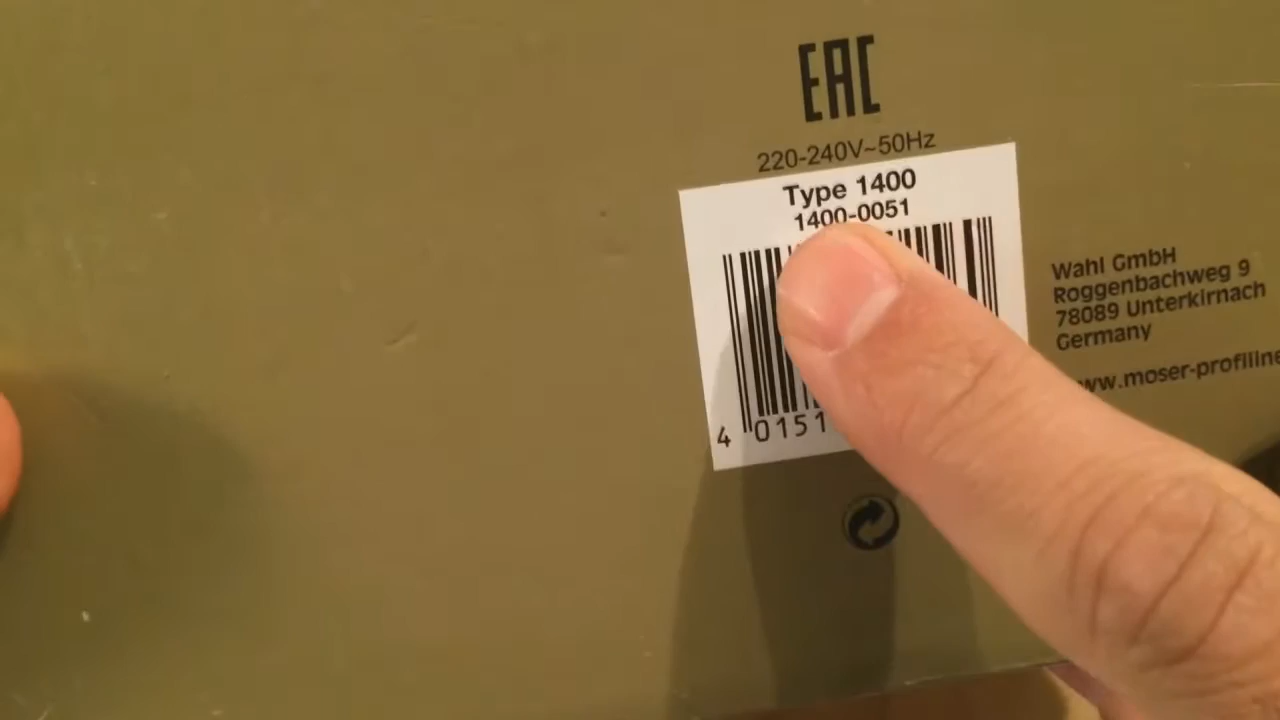 EAC
220-240V~50Hz
Type 1400
1400-0051
4 0151
Wahl GmbH
Roggenbachweg 9
78089 Unterkirnach
Germany
www.moser-profiline